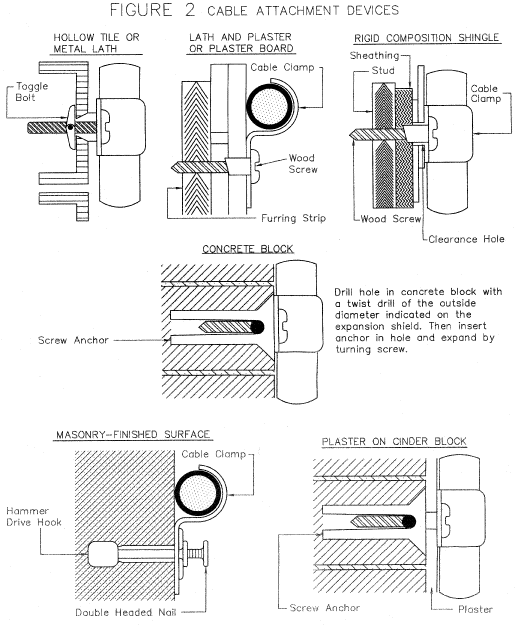 FIGURE 2 CABLE ATTACHMENT DEVICES
HOLLOW TILE OR
METAL LATH
Toggle
Bolt
LATH AND PLASTER
OR PLASTER BOARD
Cable Clamp
Wood
Screw
Furring Strip
RIGID COMPOSITION SHINGLE
Sheathing
Stud
Cable
Clamp
Wood Screw
Clearance Hole
CONCRETE BLOCK
Screw Anchor
Drill hole in concrete block with
a twist drill of the outside
diameter indicated on the
expansion shield. Then insert
anchor in hole and expand by
turning screw.
MASONRY-FINISHED SURFACE
Cable Clamp
Hammer
Drive Hook
Double Headed Nail
PLASTER ON CINDER BLOCK
Screw Anchor
Plaster